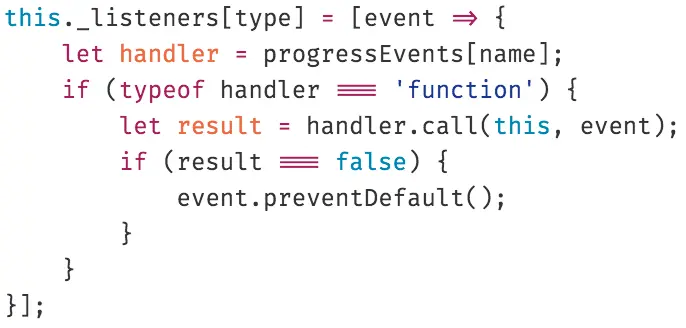 this._listeners[type] = [event => {
    let handler = progressEvents[name];
    if (typeof handler === 'function') {
        let result = handler.call(this, event);
        if (result === false) {
            event.preventDefault();
        }
    }
}];